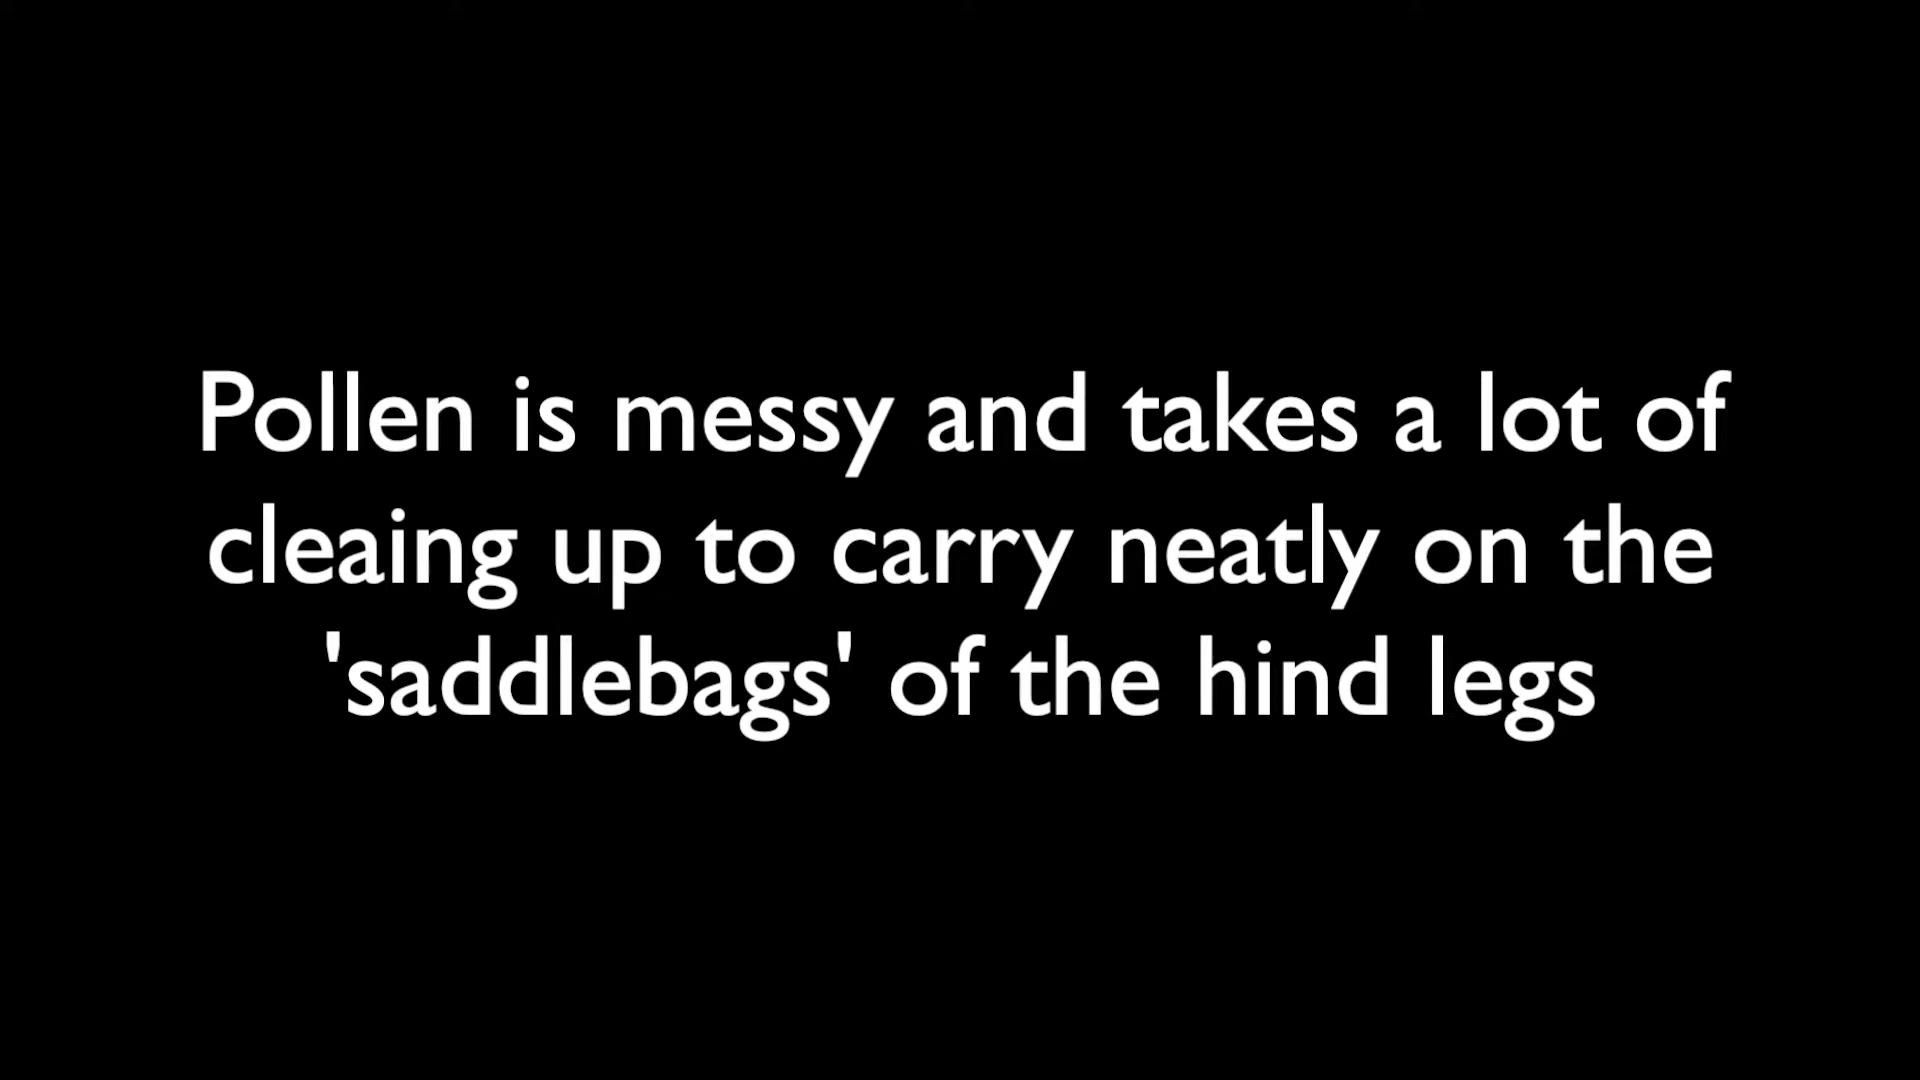 Pollen is messy and takes a lot of
cleaing up to carry neatly on the
'saddlebags' of the hind legs